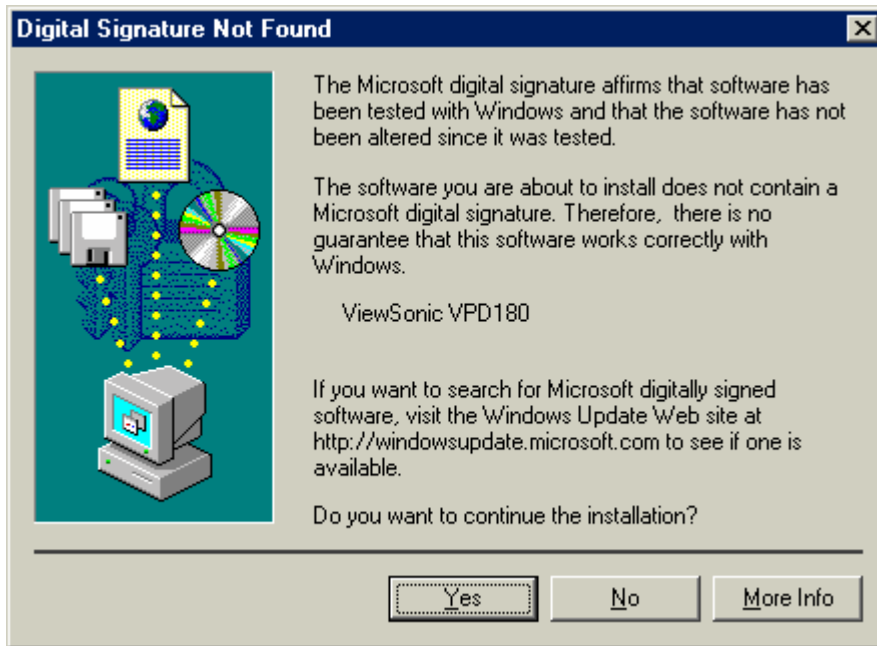 Digital Signature Not Found
The Microsoft digital signature affirms that software has
been tested with Windows and that the software has not
been altered since it was tested.
The software you are about to install does not contain a
Microsoft digital signature. Therefore, there is no
guarantee that this software works correctly with
Windows.
ViewSonic VPD180
If you want to search for Microsoft digitally signed
software, visit the Windows Update Web site at
http://windowsupdate.microsoft.com to see if one is
available.
Do you want to continue the installation?
Yes No More Info